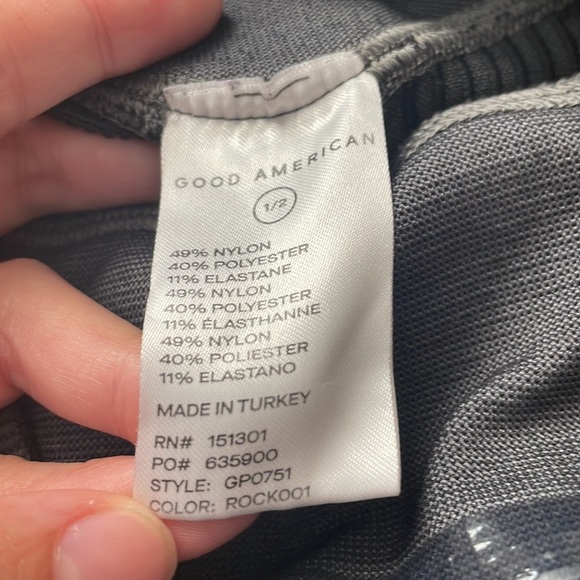 GOOD AMERICAN
1/2
49% NYLON
40% POLYESTER
11% ELASTANE
49% NYLON
40% POLYESTER
11% ÉLASTHANNE
49% NYLON
40% POLIESTER
11% ELASTANO
MADE IN TURKEY
RN# 151301
PO# 635900
STYLE: GP0751
COLOR: ROCK001